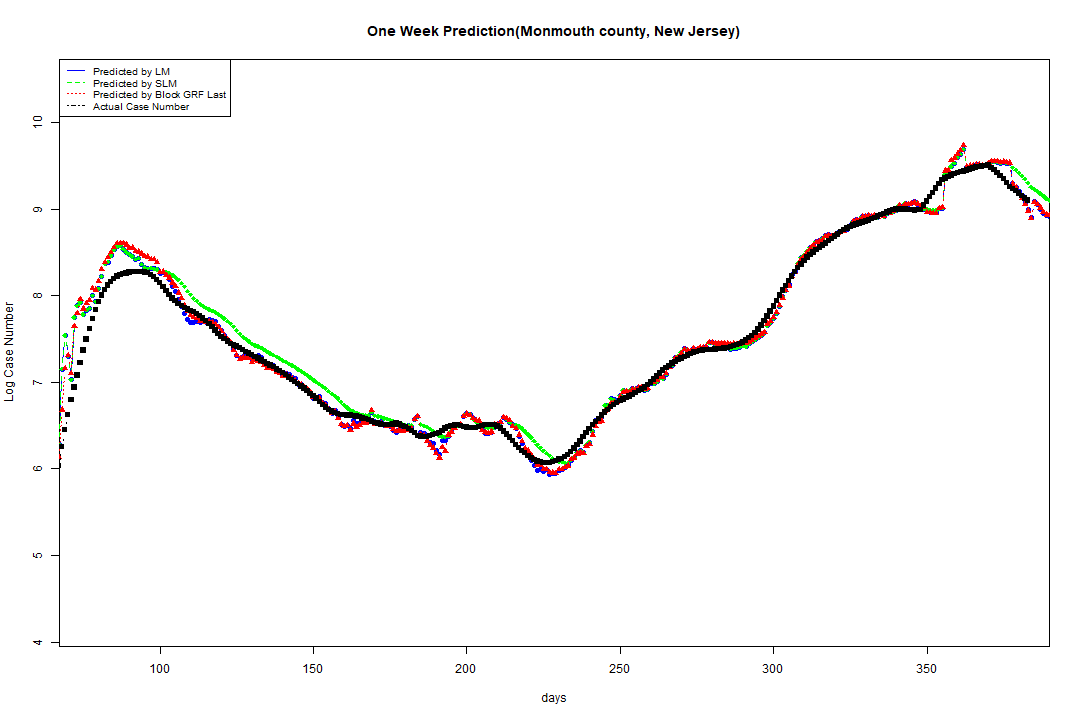 One Week Prediction(Monmouth county, New Jersey)
Predicted by LM
Predicted by SLM
Predicted by Block GRF Last
Actual Case Number
10
9
8
7
6
5
4
Log Case Number
100 150 200 250 300 350
days